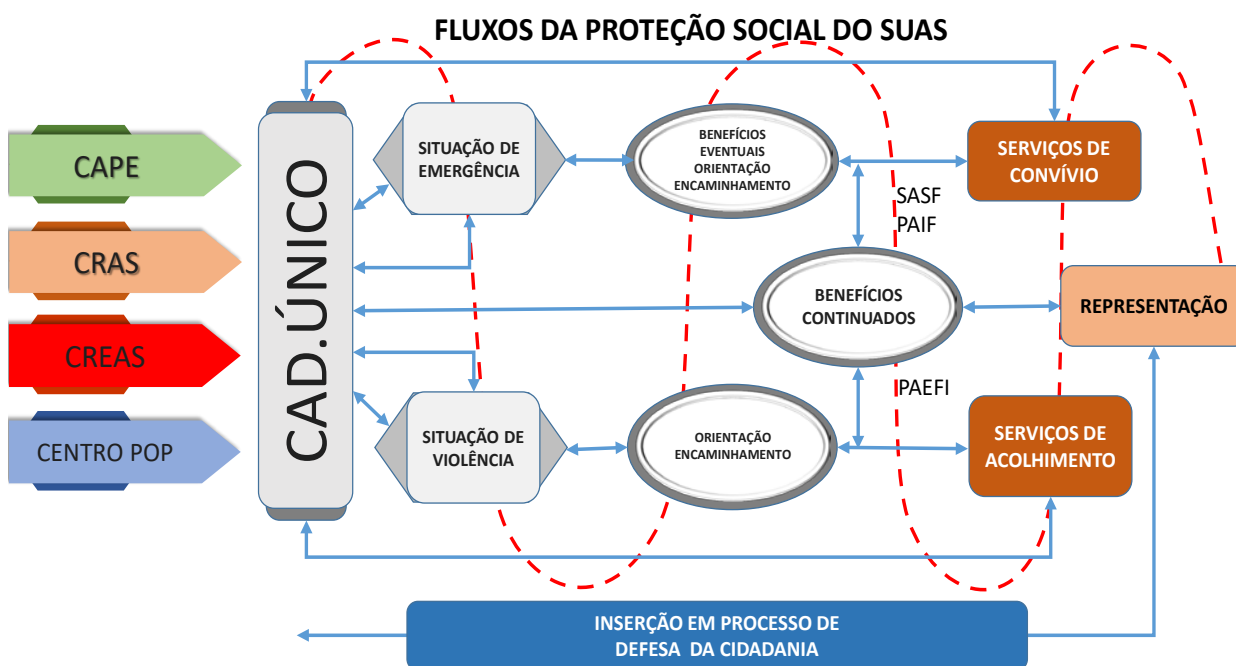 FLUXOS DA PROTEÇÃO SOCIAL DO SUAS
CAPE
CRAS
CREAS
CENTRO POP
CAD.ÚNICO
SITUAÇÃO DE
EMERGÊNCIA
BENEFÍCIOS
EVENTUAIS
ORIENTAÇÃO
ENCAMINHAMENTO
SERVIÇOS DE
CONVÍVIO
SASF
PAIF
BENEFÍCIOS
CONTINUADOS
REPRESENTAÇÃO
PAEFI
SITUAÇÃO DE
VIOLÊNCIA
ORIENTAÇÃO
ENCAMINHAMENTO
SERVIÇOS DE
ACOLHIMENTO
INSERÇÃO EM PROCESSO DE
DEFESA DA CIDADANIA